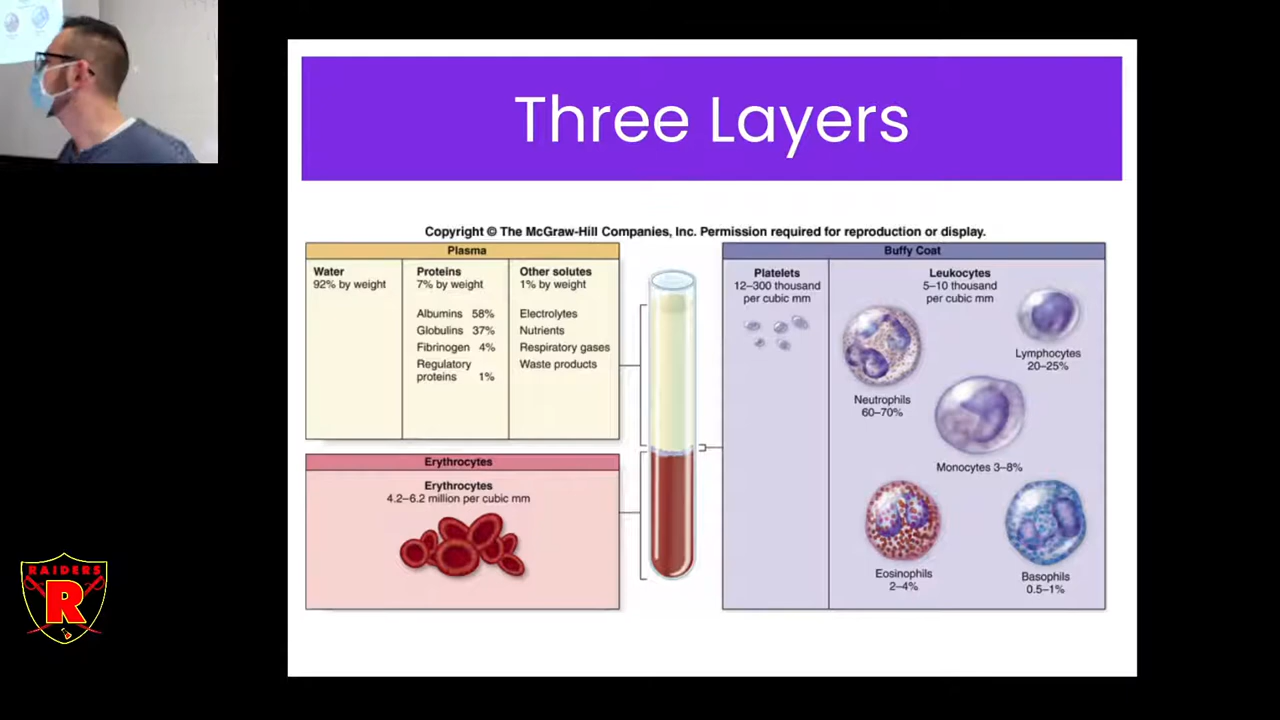 Three Layers
Copyright © The McGraw-Hill Companies, Inc. Permission required for reproduction or display.
Plasma
Water
92% by weight
Proteins
7% by weight
Albumins 58%
Globulins 37%
Fibrinogen 4%
Regulatory
proteins 1%
Other solutes
1% by weight
Electrolytes
Nutrients
Respiratory gases
Waste products
Erythrocytes
Erythrocytes
4.2–6.2 million per cubic mm
Buffy Coat
Platelets
12–300 thousand
per cubic mm
Leukocytes
5–10 thousand
per cubic mm
Neutrophils
60–70%
Lymphocytes
20–25%
Monocytes 3–8%
Eosinophils
2–4%
Basophils
0.5–1%
RAIDERS
R